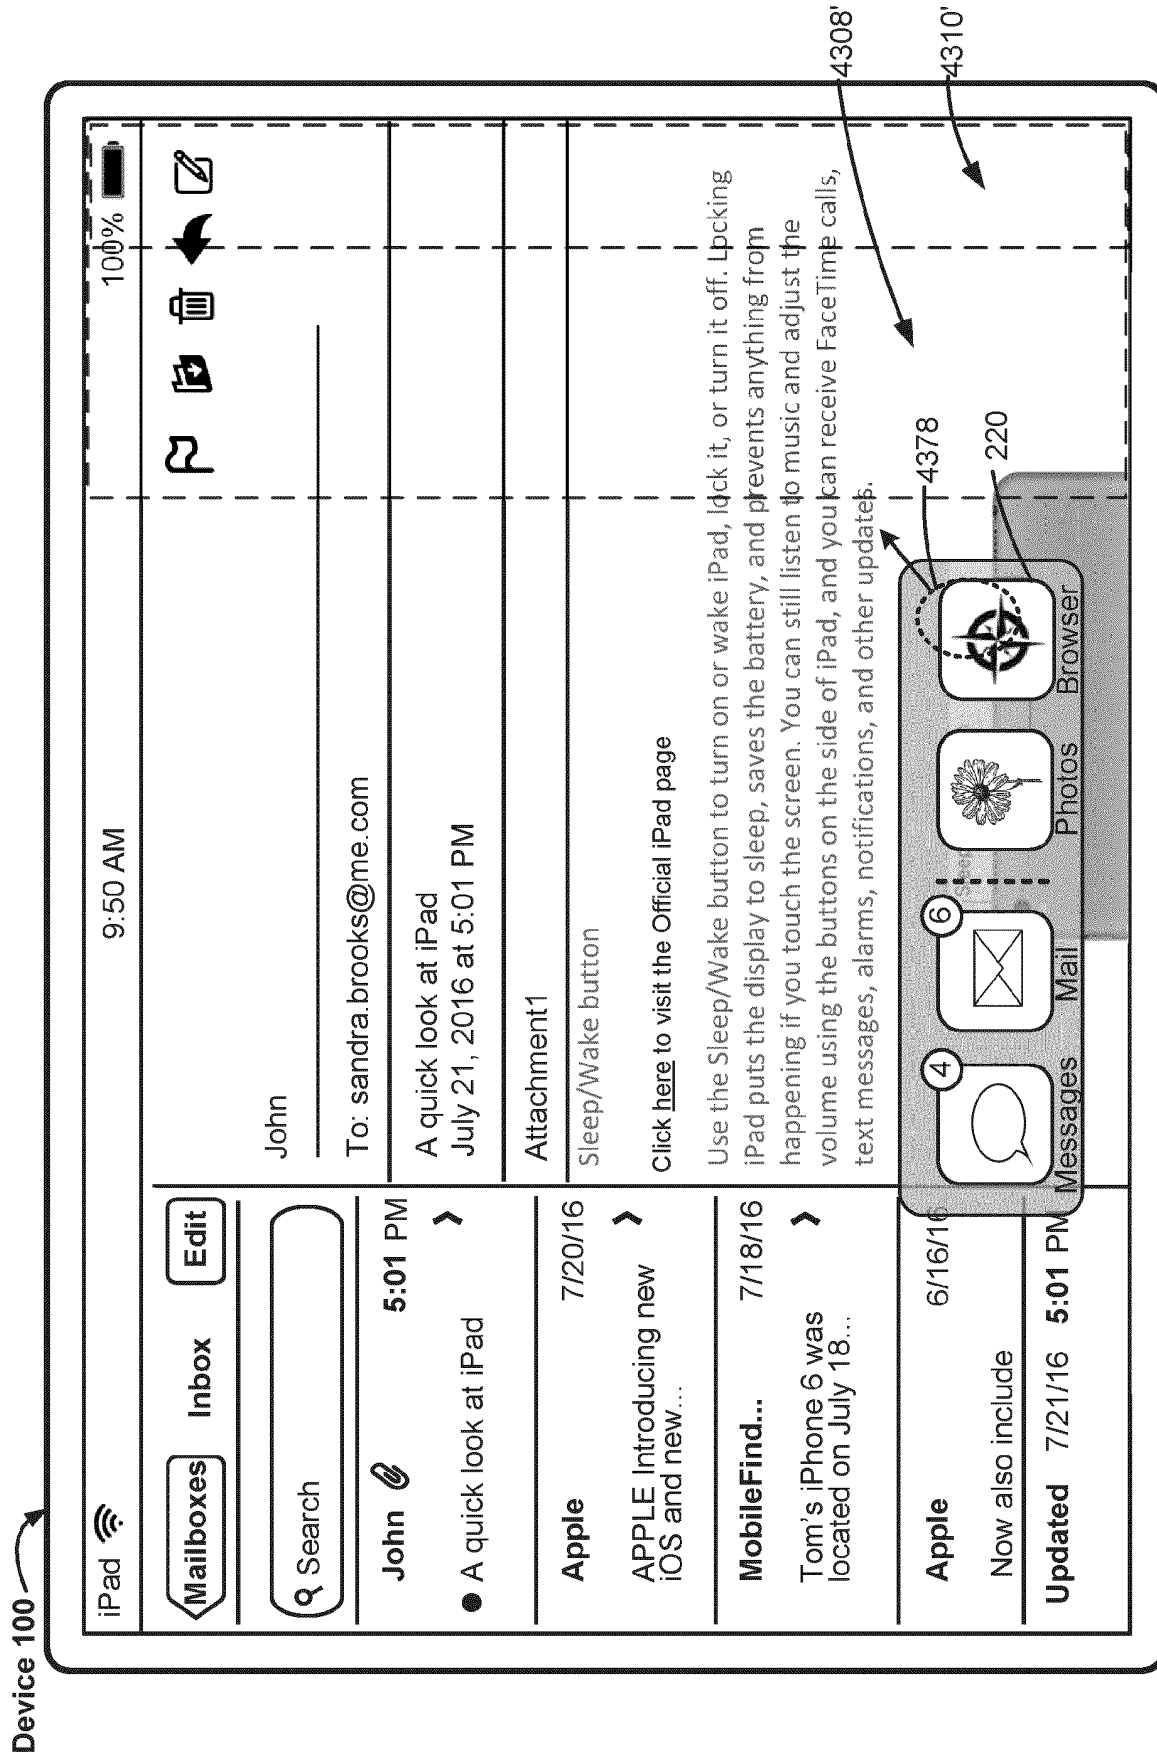 Device 100
iPad
9:50 AM
100%
Mailboxes
Inbox
Edit
Search
John
5:01 PM
A quick look at iPad
Apple
7/20/16
APPLE Introducing new
iOS and new...
MobileFind...
7/18/16
Tom's iPhone 6 was
located on July 18...
Apple
6/16/16
Now also include
Updated 7/21/16 5:01 PM
John
To: sandra.brooks@me.com
A quick look at iPad
July 21, 2016 at 5:01 PM
Attachment1
Sleep/Wake button
Click here to visit the Official iPad page
Use the Sleep/Wake button to turn on or wake iPad, lock it, or turn it off. Locking
iPad puts the display to sleep, saves the battery, and prevents anything from
happening if you touch the screen. You can still listen to music and adjust the
volume using the buttons on the side of iPad, and you can receive FaceTime calls,
text messages, alarms, notifications, and other updates.
4
6
Messages
Mail
Photos
Browser
4378
220
4308'
4310'